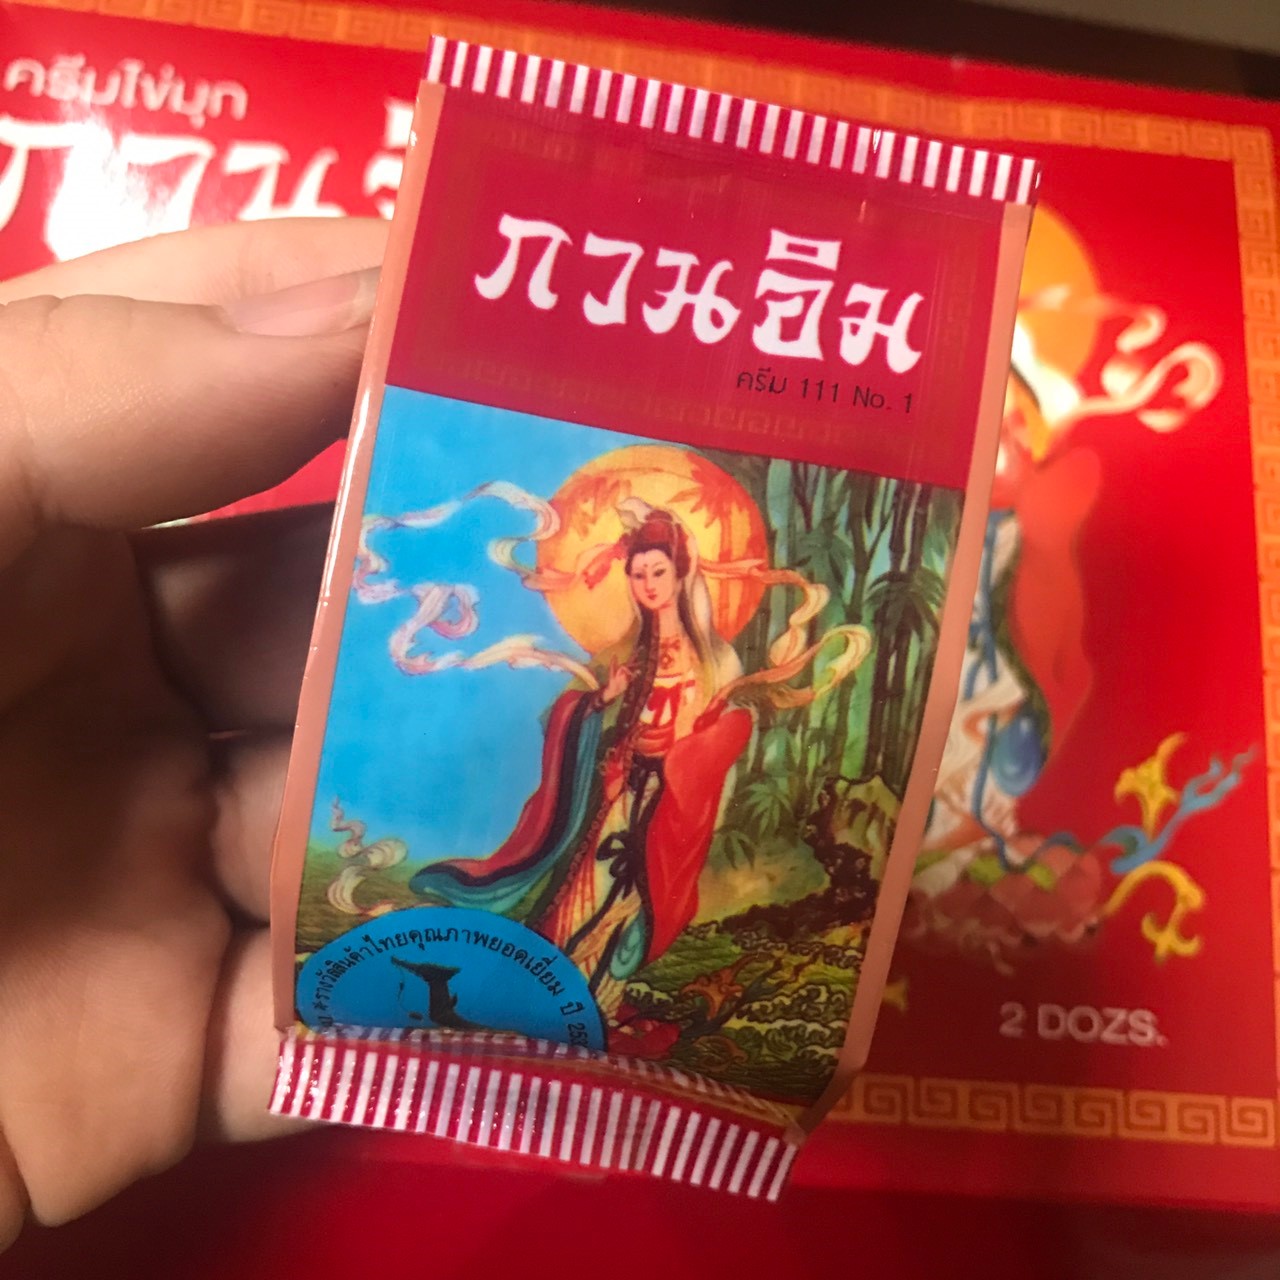 ครีมไข่มุก
กวนอิม
ครีม 111 No. 1
รางวัลสินค้าไทยคุณภาพยอดเยี่ยม ปี
2 DOZS.